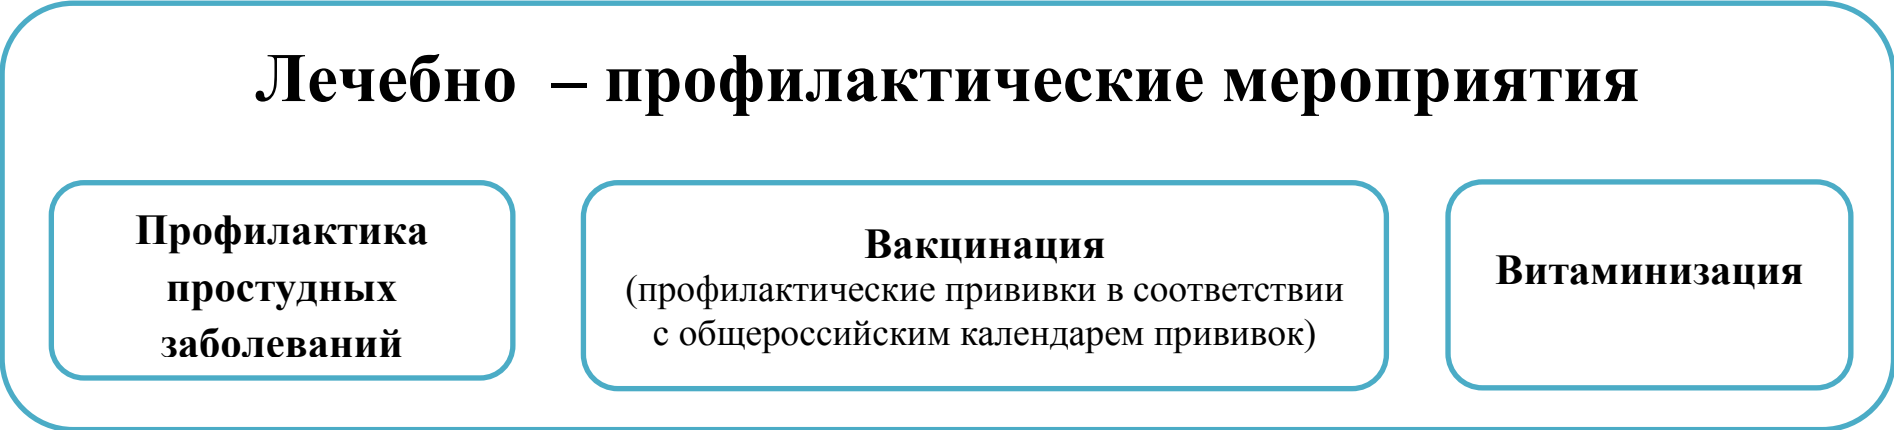 Лечебно – профилактические мероприятия
Профилактика
простудных
заболеваний
Вакцинация
(профилактические прививки в соответствии
с общероссийским календарем прививок)
Витаминизация